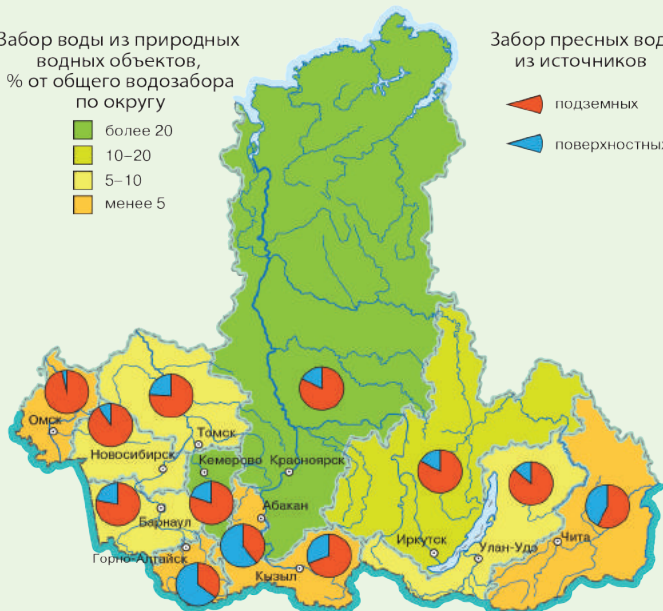 Забор воды из природных
водных объектов,
% от общего водозабора
по округу
более 20
10–20
5–10
менее 5
Забор пресных вод
из источников
подземных
поверхностных
Омск
Томск
Новосибирск
Кемерово
Красноярск
Барнаул
Абакан
Горно-Алтайск
Кызыл
Иркутск
Улан-Удэ
Чита